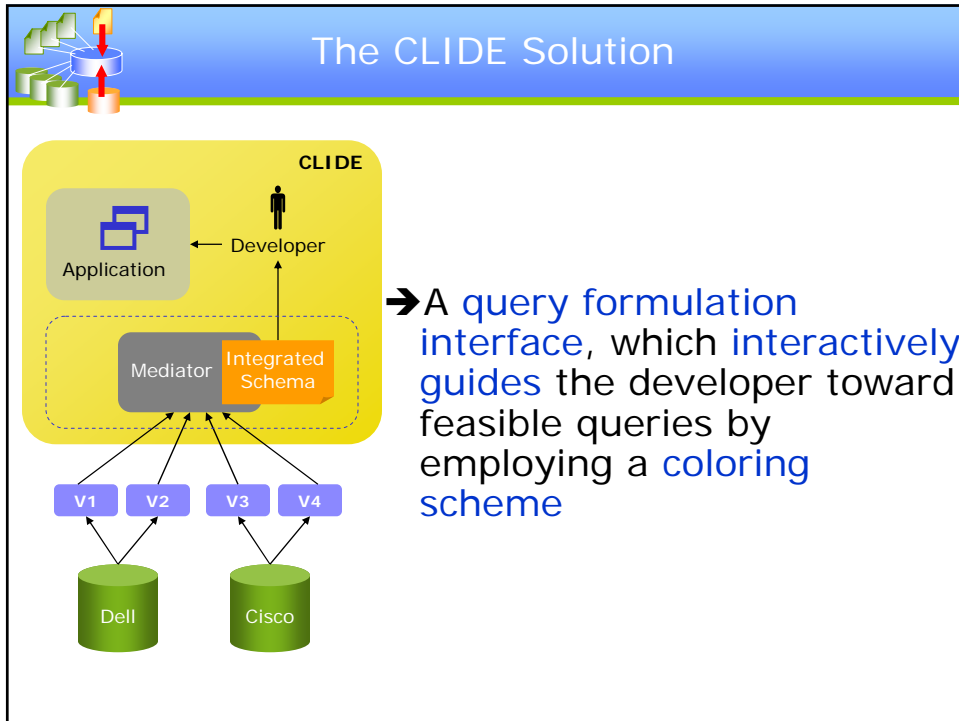 The CLIDE Solution
CLIDE
Developer
Application
Mediator
Integrated
Schema
V1 V2 V3 V4
Dell Cisco
➔A query formulation
interface, which interactively
guides the developer toward
feasible queries by
employing a coloring
scheme